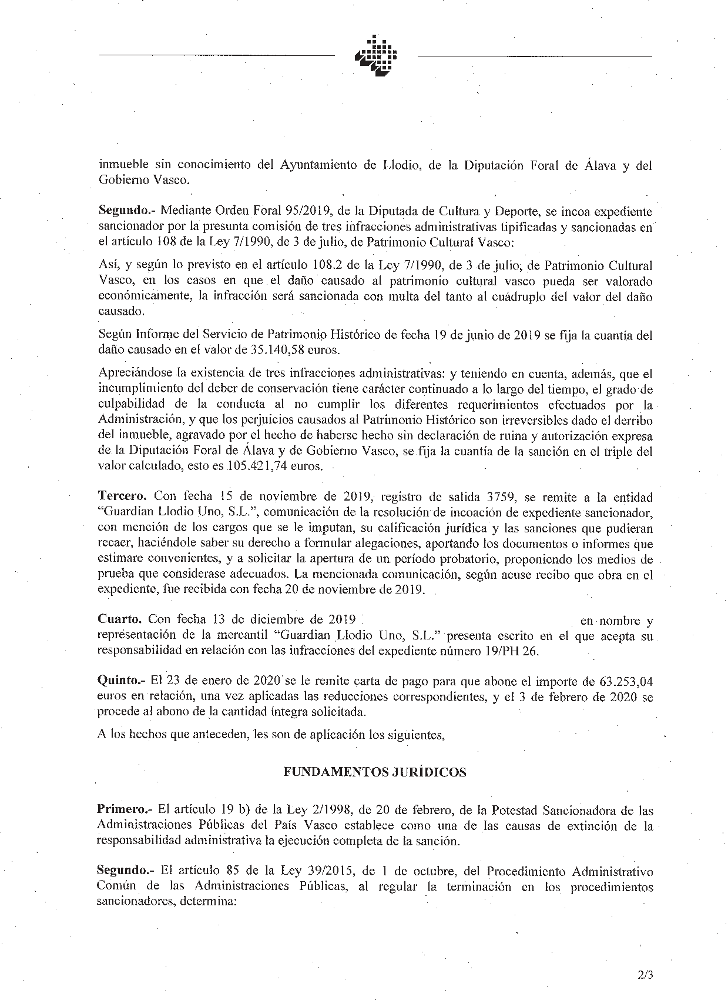 inmueble sin conocimiento del Ayuntamiento de Llodio, de la Diputación Foral de Álava y del
Gobierno Vasco.
Segundo.- Mediante Orden Foral 95/2019, de la Diputada de Cultura y Deporte, se incoa expediente
sancionador por la presunta comisión de tres infracciones administrativas tipificadas y sancionadas en
el artículo 108 de la Ley 7/1990, de 3 de julio, de Patrimonio Cultural Vasco:
Así, y según lo previsto en el artículo 108.2 de la Ley 7/1990, de 3 de julio, de Patrimonio Cultural
Vasco, en los casos en que el daño causado al patrimonio cultural vasco pueda ser valorado
económicamente, la infracción será sancionada con multa del tanto al cuádruplo del valor del daño
causado.
Según Informe del Servicio de Patrimonio Histórico de fecha 19 de junio de 2019 se fija la cuantía del
daño causado en el valor de 35.140,58 euros.
Apreciándose la existencia de tres infracciones administrativas: y teniendo en cuenta, además, que el
incumplimiento del deber de conservación tiene carácter continuado a lo largo del tiempo, el grado de
culpabilidad de la conducta al no cumplir los diferentes requerimientos efectuados por la
Administración, y que los perjuicios causados al Patrimonio Histórico son irreversibles dado el derribo
del inmueble, agravado por el hecho de haberse hecho sin declaración de ruina y autorización expresa
de la Diputación Foral de Álava y de Gobierno Vasco, se fija la cuantía de la sanción en el triple del
valor calculado, esto es 105.421,74 euros.
Tercero. Con fecha 15 de noviembre de 2019, registro de salida 3759, se remite a la entidad
“Guardian Llodio Uno, S.L.”, comunicación de la resolución de incoación de expediente sancionador,
con mención de los cargos que se le imputan, su calificación jurídica y las sanciones que pudieran
recaer, haciéndole saber su derecho a formular alegaciones, aportando los documentos o informes que
estimare convenientes, y a solicitar la apertura de un período probatorio, proponiendo los medios de
prueba que considerase adecuados. La mencionada comunicación, según acuse recibo que obra en el
expediente, fue recibida con fecha 20 de noviembre de 2019.
Cuarto. Con fecha 13 de diciembre de 2019 en nombre y
representación de la mercantil “Guardian Llodio Uno, S.L.” presenta escrito en el que acepta su
responsabilidad en relación con las infracciones del expediente número 19/PH 26.
Quinto.- El 23 de enero de 2020 se le remite carta de pago para que abone el importe de 63.253,04
euros en relación, una vez aplicadas las reducciones correspondientes, y el 3 de febrero de 2020 se
procede al abono de la cantidad íntegra solicitada.
A los hechos que anteceden, les son de aplicación los siguientes,
FUNDAMENTOS JURÍDICOS
Primero.- El artículo 19 b) de la Ley 2/1998, de 20 de febrero, de la Potestad Sancionadora de las
Administraciones Públicas del País Vasco establece como una de las causas de extinción de la
responsabilidad administrativa la ejecución completa de la sanción.
Segundo.- El artículo 85 de la Ley 39/2015, de 1 de octubre, del Procedimiento Administrativo
Común de las Administraciones Públicas, al regular la terminación en los procedimientos
sancionadores, determina:
2/3